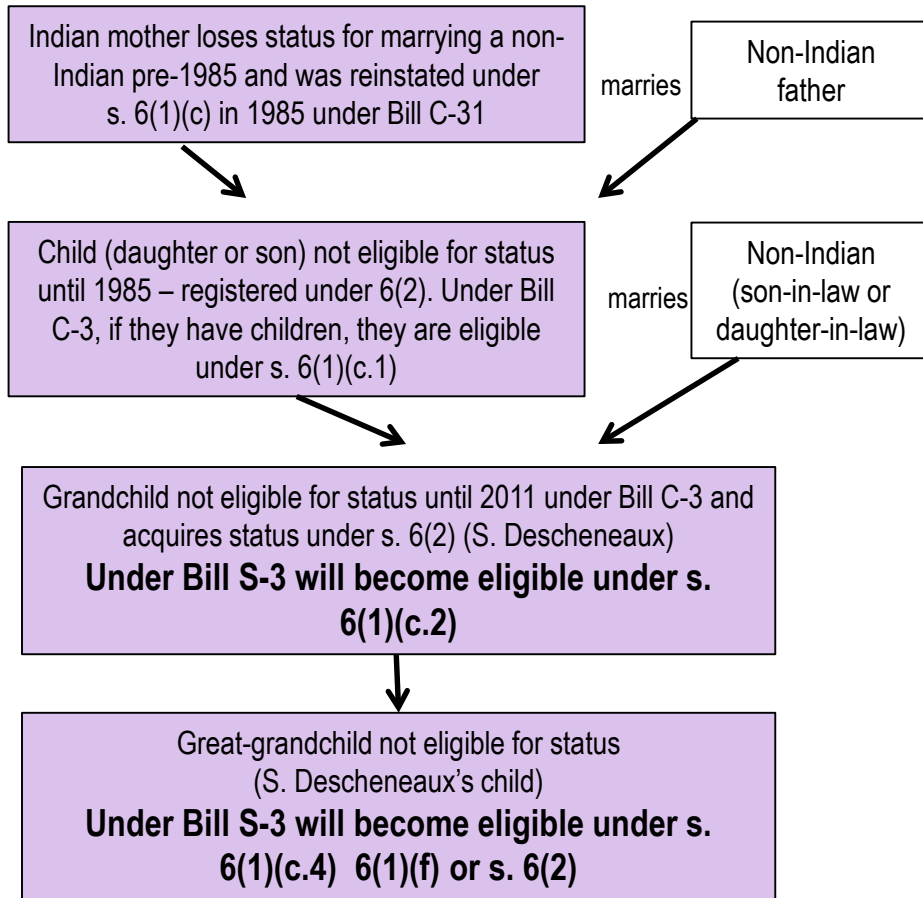 Indian mother loses status for marrying a non-
Indian pre-1985 and was reinstated under
s. 6(1)(c) in 1985 under Bill C-31
marries
Non-Indian
father
Child (daughter or son) not eligible for status
until 1985 – registered under 6(2). Under Bill
C-3, if they have children, they are eligible
under s. 6(1)(c.1)
marries
Non-Indian
(son-in-law or
daughter-in-law)
Grandchild not eligible for status until 2011 under Bill C-3 and
acquires status under s. 6(2) (S. Descheneaux)
Under Bill S-3 will become eligible under s.
6(1)(c.2)
Great-grandchild not eligible for status
(S. Descheneaux’s child)
Under Bill S-3 will become eligible under s.
6(1)(c.4)  6(1)(f) or s. 6(2)